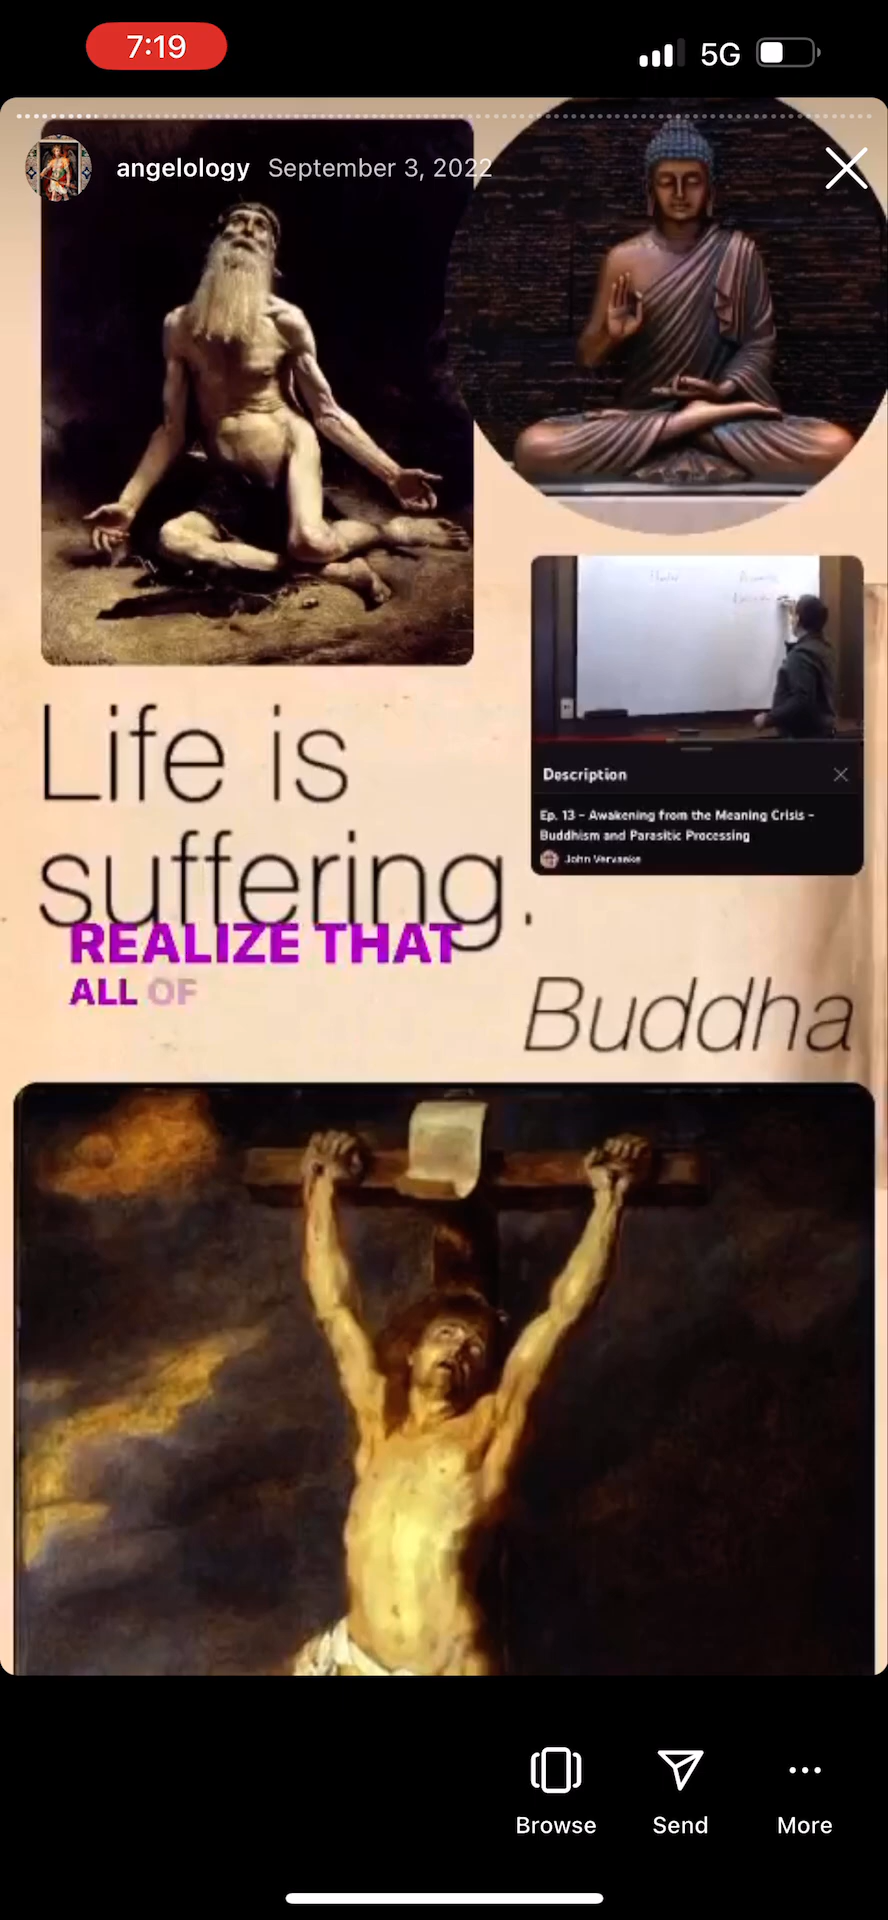 7:19
5G
angelology September 3, 2022
Description
Ep. 13 - Awakening from the Meaning Crisis -
Buddhism and Parasitic Processing
John Vervaeke
Life is
suffering.
REALIZE THAT
ALL OF
Buddha
Browse Send More